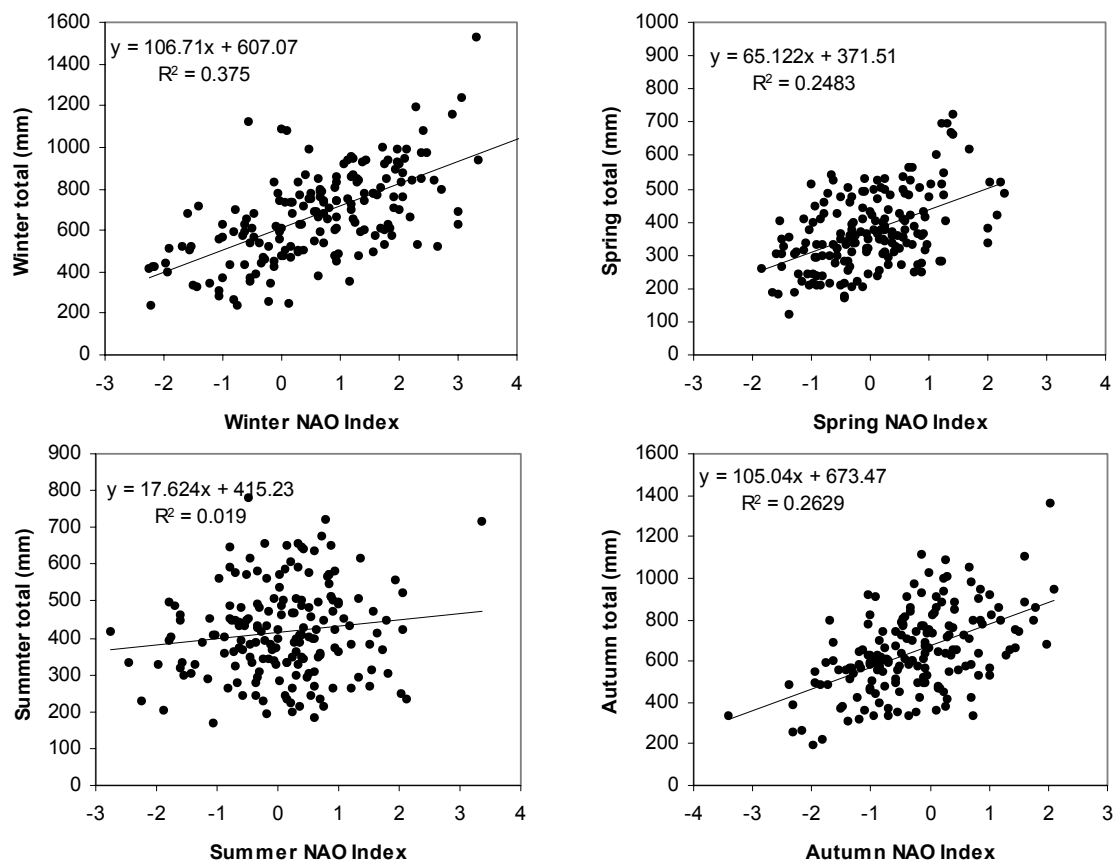 1600
1400
1200
1000
800
600
400
200
0
Winter total (mm)
y = 106.71x + 607.07
R² = 0.375
-3 -2 -1 0 1 2 3 4
Winter NAO Index
1000
900
800
700
600
500
400
300
200
100
0
Spring total (mm)
y = 65.122x + 371.51
R² = 0.2483
-3 -2 -1 0 1 2 3 4
Spring NAO Index
900
800
700
600
500
400
300
200
100
0
Summter total (mm)
y = 17.624x + 415.23
R² = 0.019
-3 -2 -1 0 1 2 3 4
Summer NAO Index
1600
1400
1200
1000
800
600
400
200
0
Autumn total (mm)
y = 105.04x + 673.47
R² = 0.2629
-4 -3 -2 -1 0 1 2 3
Autumn NAO Index